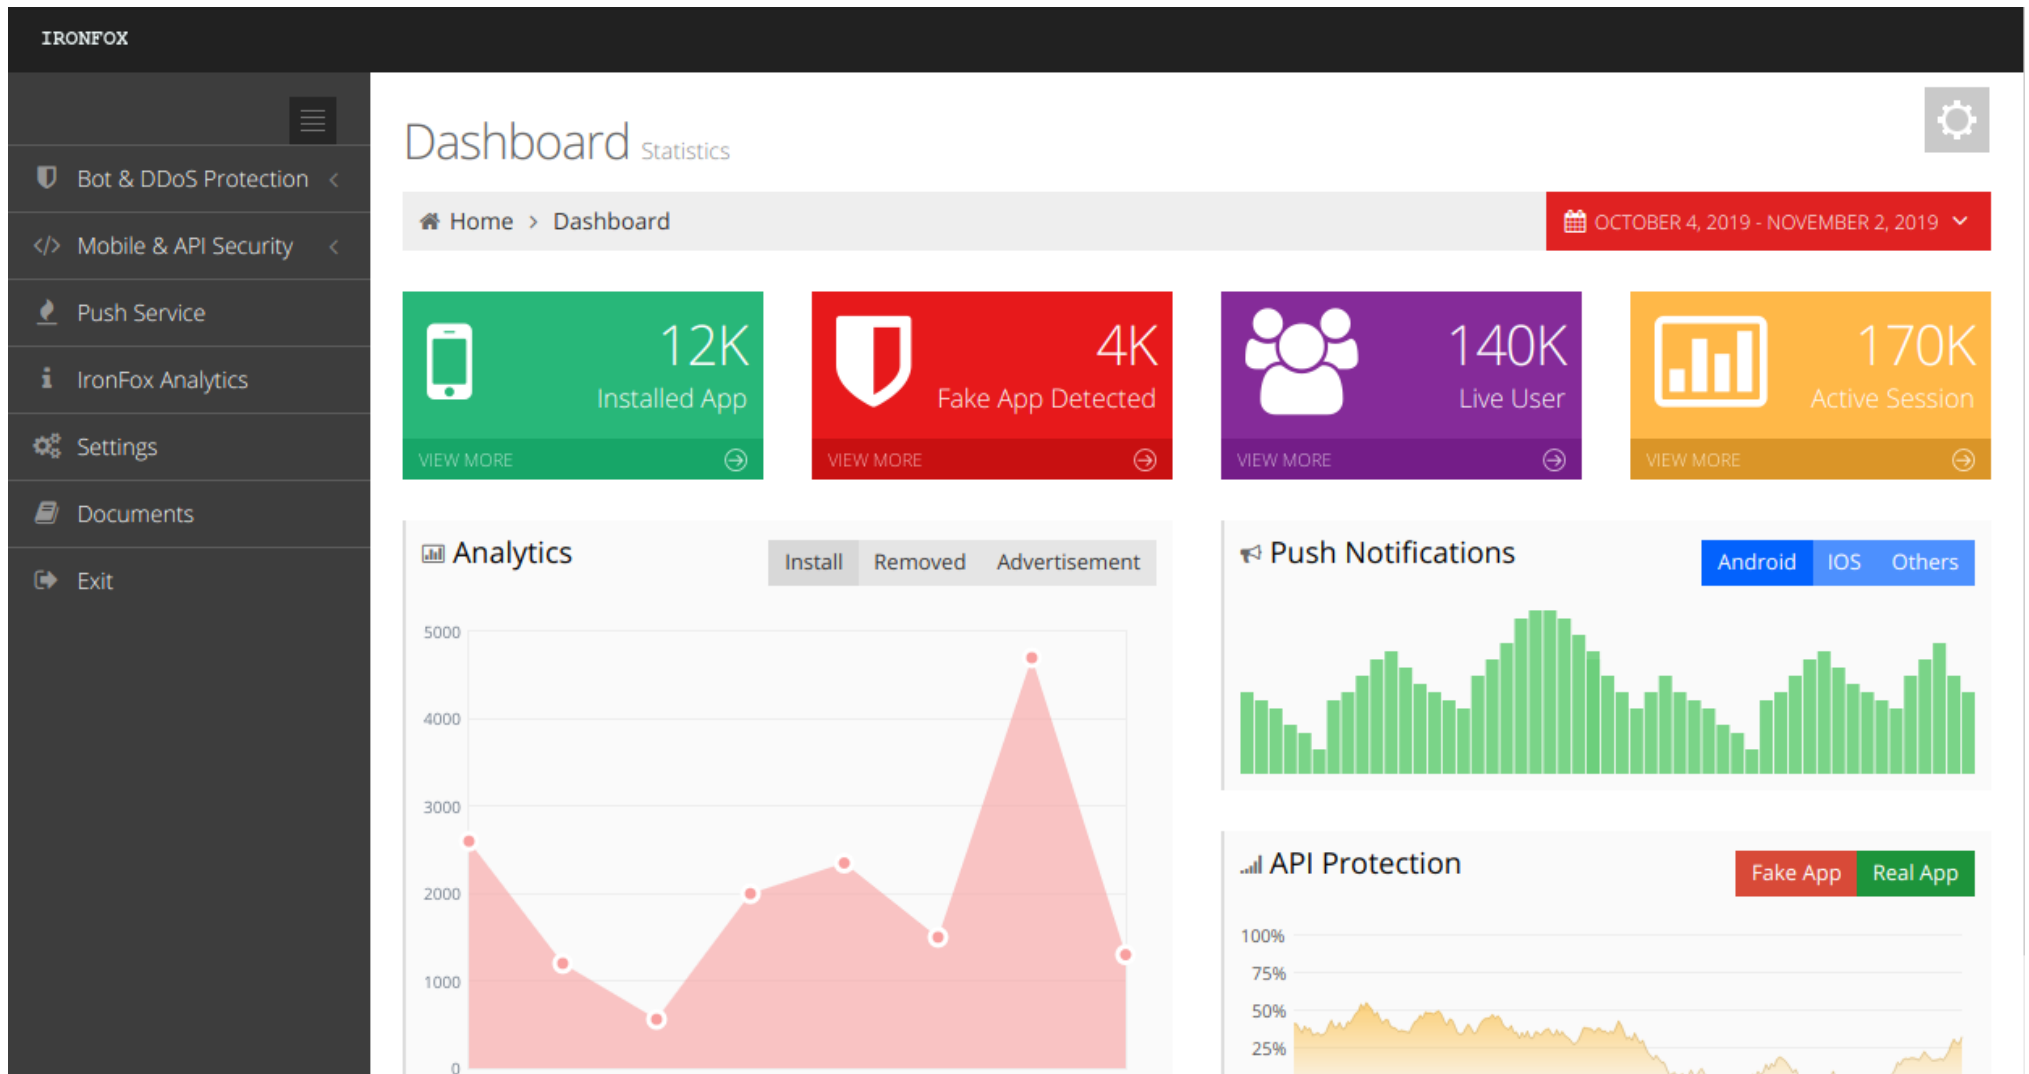 IRONFOX
Bot & DDoS Protection
Mobile & API Security
Push Service
IronFox Analytics
Settings
Documents
Exit
Dashboard Statistics
Home > Dashboard
OCTOBER 4, 2019 - NOVEMBER 2, 2019
12K
Installed App
VIEW MORE
4K
Fake App Detected
VIEW MORE
140K
Live User
VIEW MORE
170K
Active Session
VIEW MORE
Analytics
Install Removed Advertisement
5000
4000
3000
2000
1000
0
Push Notifications
Android IOS Others
API Protection
Fake App Real App
100%
75%
50%
25%